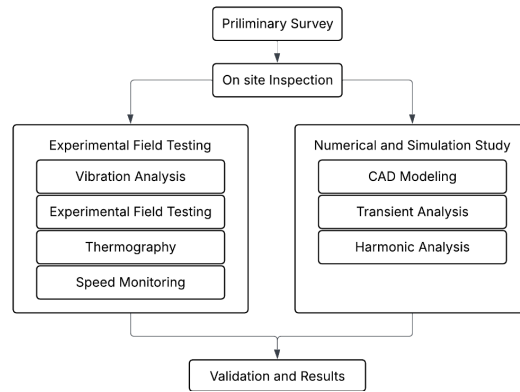 Priliminary Survey
On site Inspection
Experimental Field Testing
Vibration Analysis
Experimental Field Testing
Thermography
Speed Monitoring
Numerical and Simulation Study
CAD Modeling
Transient Analysis
Harmonic Analysis
Validation and Results